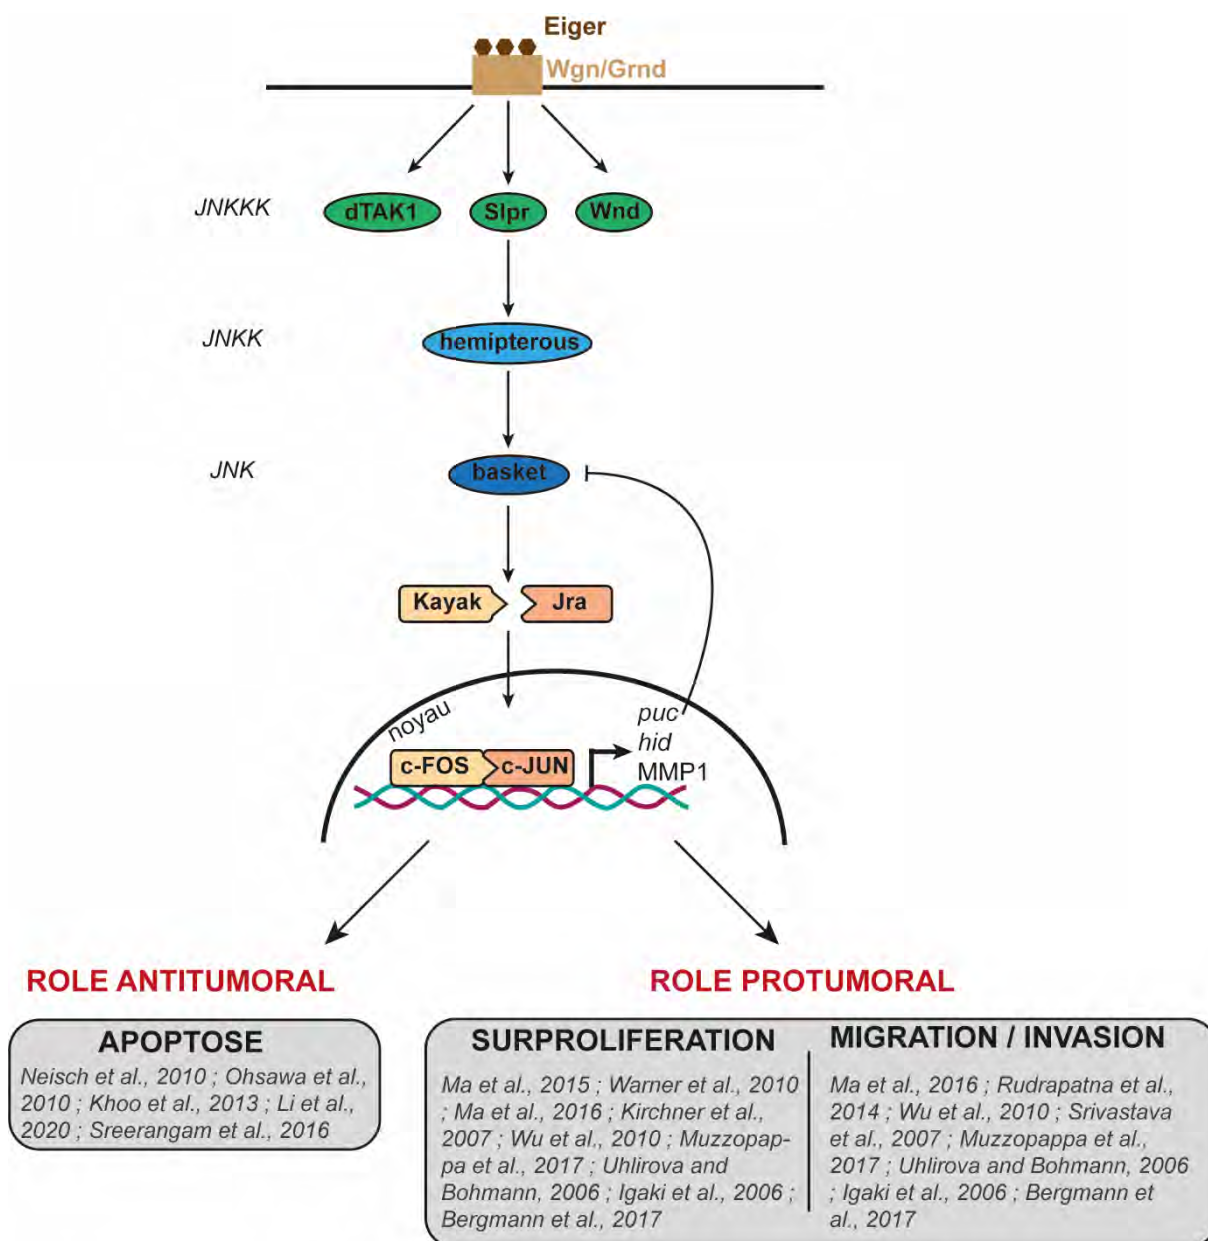 Eiger
Wgn/Grnd
JNKKK
dTAK1
Slpr
Wnd
JNKK
hemipterous
JNK
basket
Kayak
Jra
noyau
puc
hid
MMP1
c-FOS
c-JUN
ROLE ANTITUMORAL
ROLE PROTUMORAL
APOPTOSE
Neisch et al., 2010 ; Ohsawa et al.,
2010 ; Khoo et al., 2013 ; Li et al.,
2020 ; Sreerangam et al., 2016
SURPROLIFERATION
Ma et al., 2015 ; Warner et al., 2010
; Ma et al., 2016 ; Kirchner et al.,
2007 ; Wu et al., 2010 ; Muzzopap-
pa et al., 2017 ; Uhlirova and
Bohmann, 2006 ; Igaki et al., 2006 ;
Bergmann et al., 2017
MIGRATION / INVASION
Ma et al., 2016 ; Rudrapatna et al.,
2014 ; Wu et al., 2010 ; Srivastava
et al., 2007 ; Muzzopappa et al.,
2017 ; Uhlirova and Bohmann, 2006
; Igaki et al., 2006 ; Bergmann et
al., 2017